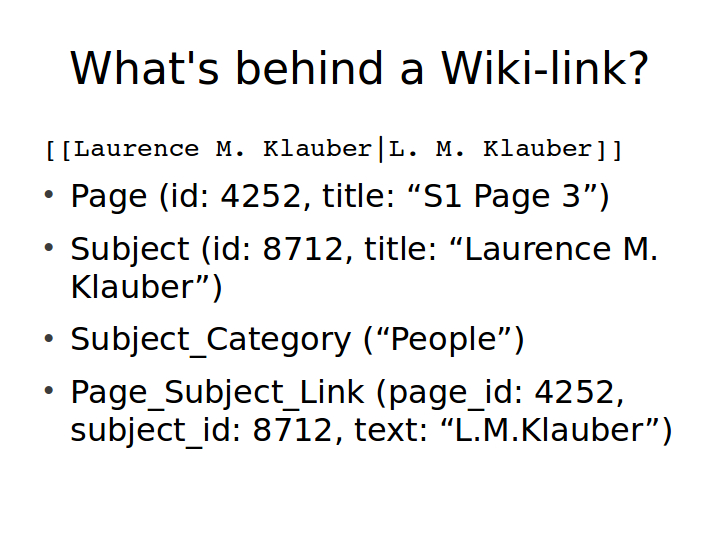 What's behind a Wiki-link?
[[Laurence M. Klauber|L. M. Klauber]]
• Page (id: 4252, title: “S1 Page 3”)
• Subject (id: 8712, title: “Laurence M.
Klauber”)
• Subject_Category (“People”)
• Page_Subject_Link (page_id: 4252,
subject_id: 8712, text: “L.M.Klauber”)